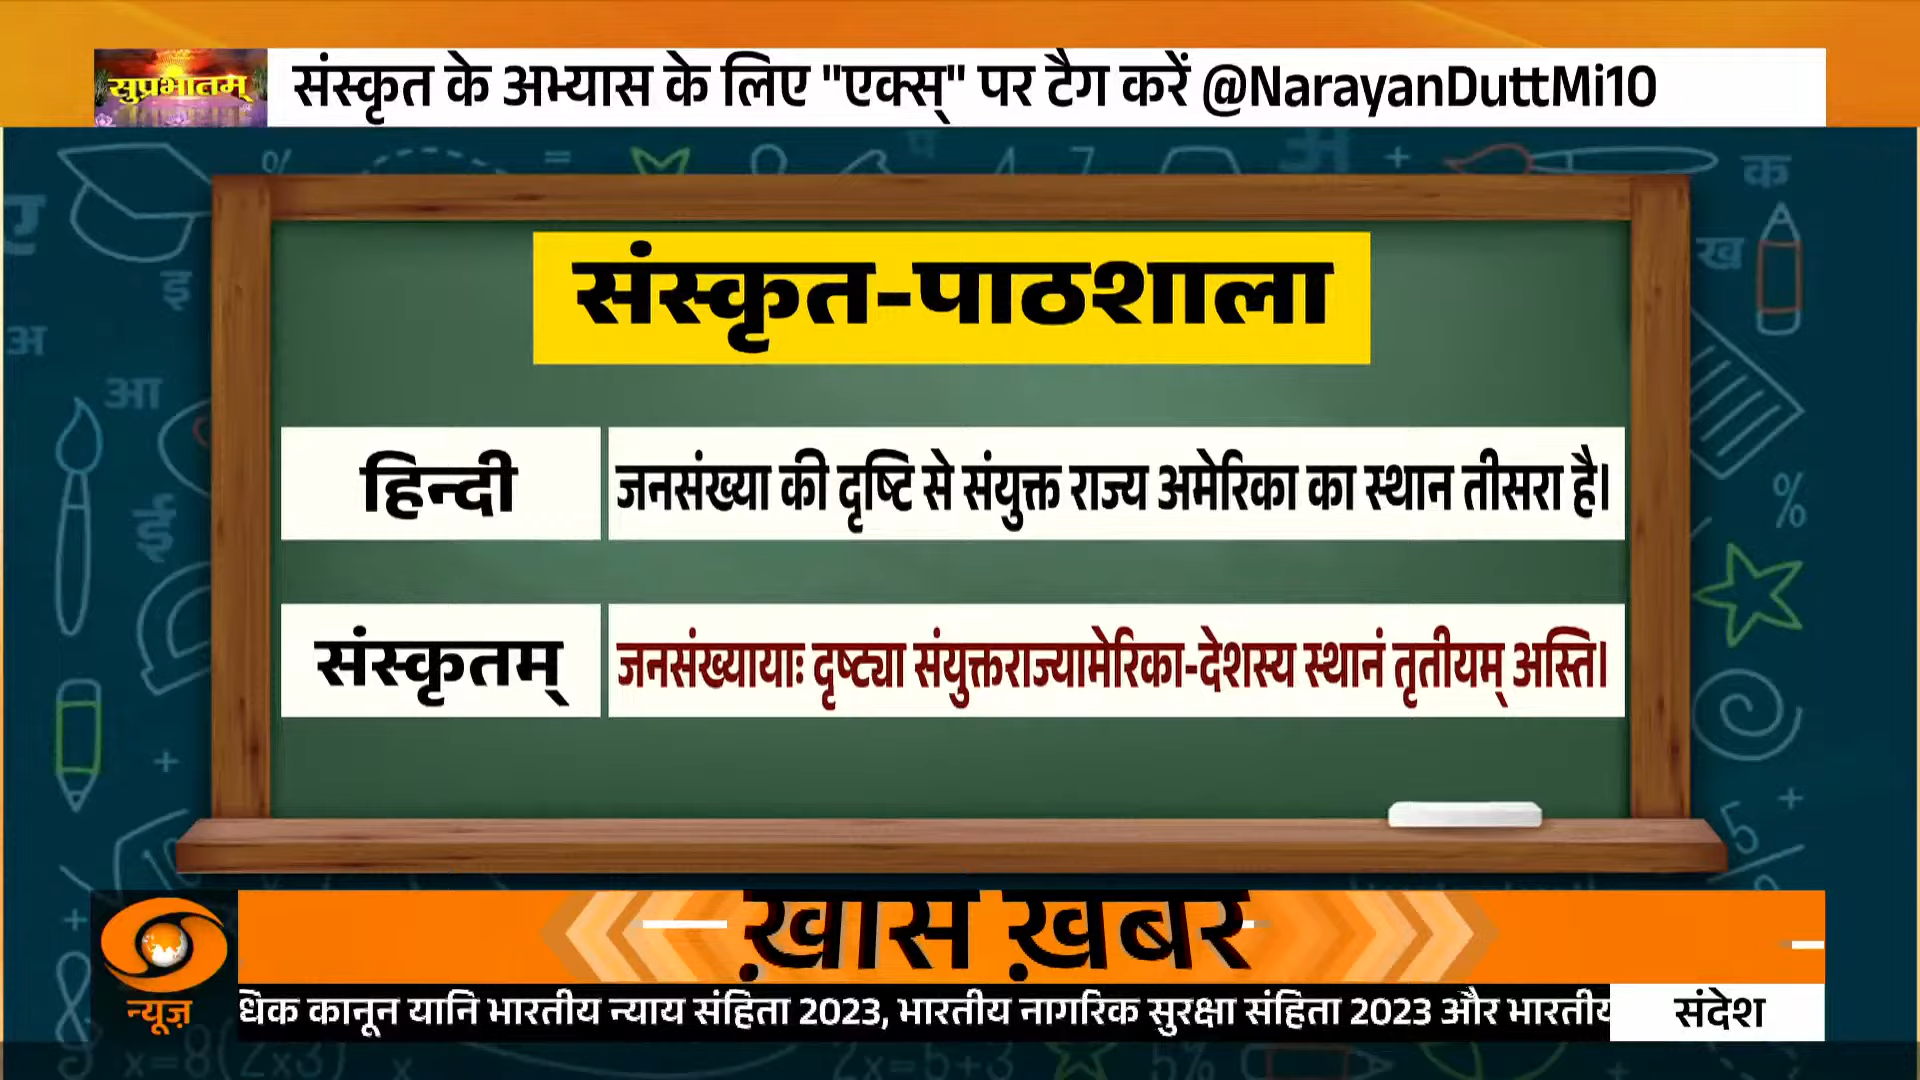 सुप्रभातम्
संस्कृत के अभ्यास के लिए "एक्स्" पर टैग करें @NarayanDuttMi10
संस्कृत-पाठशाला
हिन्दी
जनसंख्या की दृष्टि से संयुक्त राज्य अमेरिका का स्थान तीसरा है।
संस्कृतम्
जनसंख्यायाः दृष्ट्या संयुक्तराज्यामेरिका-देशस्य स्थानं तृतीयम् अस्ति।
ख़ास ख़बर
न्यूज़
धिक कानून यानि भारतीय न्याय संहिता 2023, भारतीय नागरिक सुरक्षा संहिता 2023 और भारतीय
संदेश